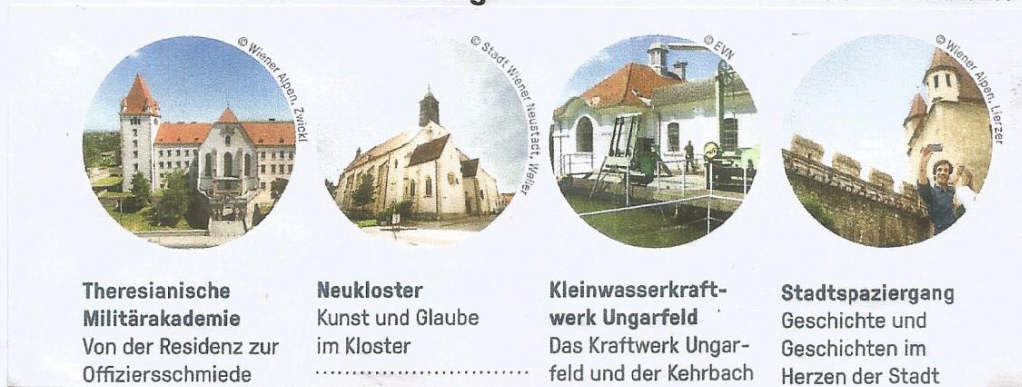 © Wiener Alpen, Zwickl
© Stadt Wiener Neustadt, Weller
© EVN
© Wiener Alpen, Lierzer
Theresianische
Militärakademie
Von der Residenz zur
Offiziersschmiede
Neukloster
Kunst und Glaube
im Kloster
Kleinwasserkraft-
werk Ungarfeld
Das Kraftwerk Ungar-
feld und der Kehrbach
Stadtspaziergang
Geschichte und
Geschichten im
Herzen der Stadt